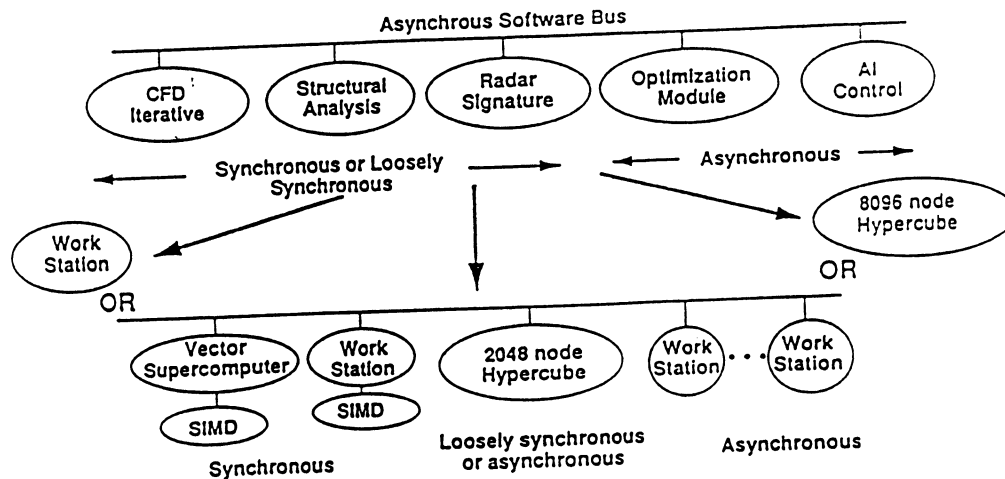 Asynchrous Software Bus
CFD
Iterative
Structural
Analysis
Radar
Signature
Optimization
Module
AI
Control
Synchronous or Loosely
Synchronous
Asynchronous
8096 node
Hypercube
Work
Station
OR
OR
Vector
Supercomputer
Work
Station
2048 node
Hypercube
Work
Station
•••
Work
Station
SIMD
SIMD
Synchronous
Loosely synchronous
or asynchronous
Asynchronous